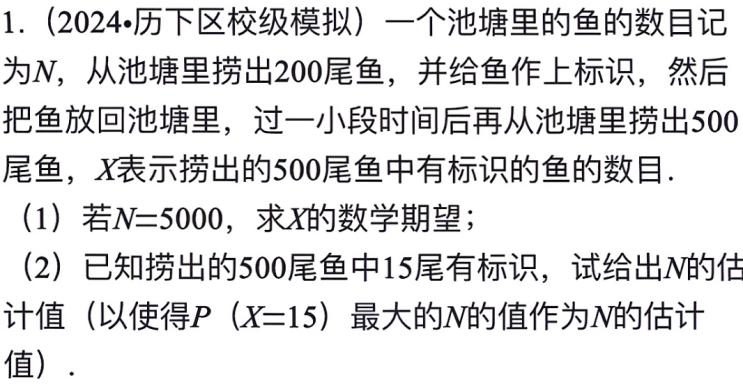 1.（2024•历下区校级模拟）一个池塘里的鱼的数目记
为N，从池塘里捞出200尾鱼，并给鱼作上标识，然后
把鱼放回池塘里，过一小段时间后再从池塘里捞出500
尾鱼，X表示捞出的500尾鱼中有标识的鱼的数目．
（1）若N=5000，求X的数学期望；
（2）已知捞出的500尾鱼中15尾有标识，试给出N的估
计值（以使得P（X=15）最大的N的值作为N的估计
值）．